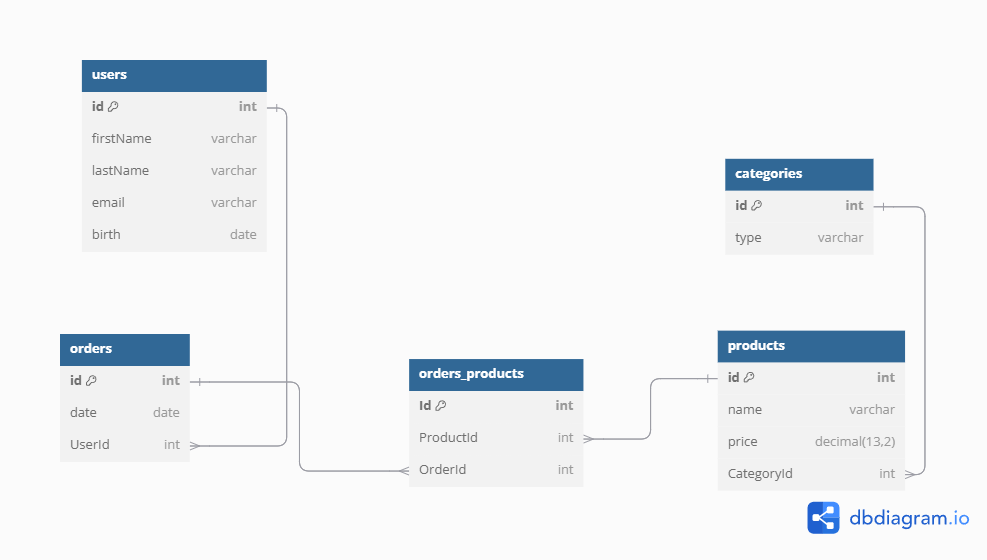 users
id int
firstName varchar
lastName varchar
email varchar
birth date
categories
id int
type varchar
orders
id int
date date
UserId int
orders_products
Id int
ProductId int
OrderId int
products
id int
name varchar
price decimal(13,2)
CategoryId int
dbdiagram.io